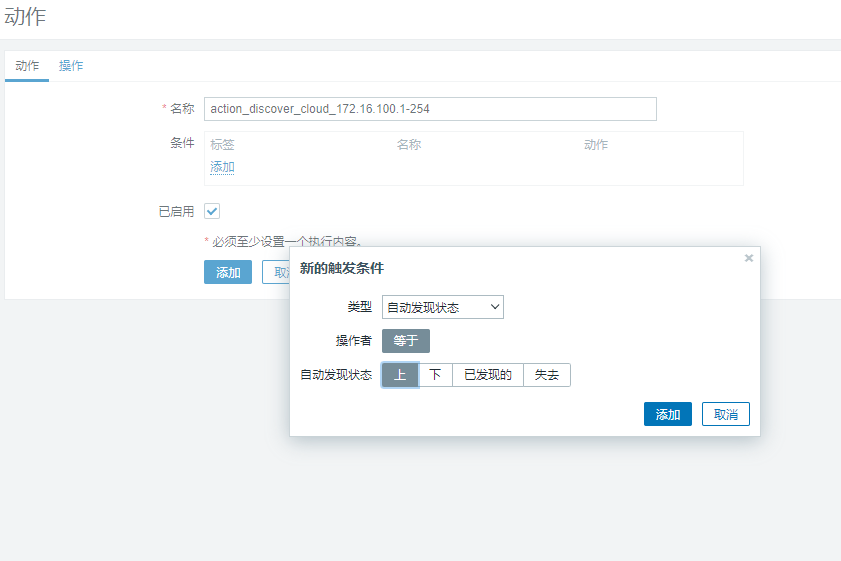 动作
动作 操作
* 名称 action_discover_cloud_172.16.100.1-254
条件 标签 名称 动作
添加
已启用
* 必须至少设置一个执行内容。
添加 取消
新的触发条件
类型 自动发现状态
操作者 等于
自动发现状态 上 下 已发现的 失去
添加 取消